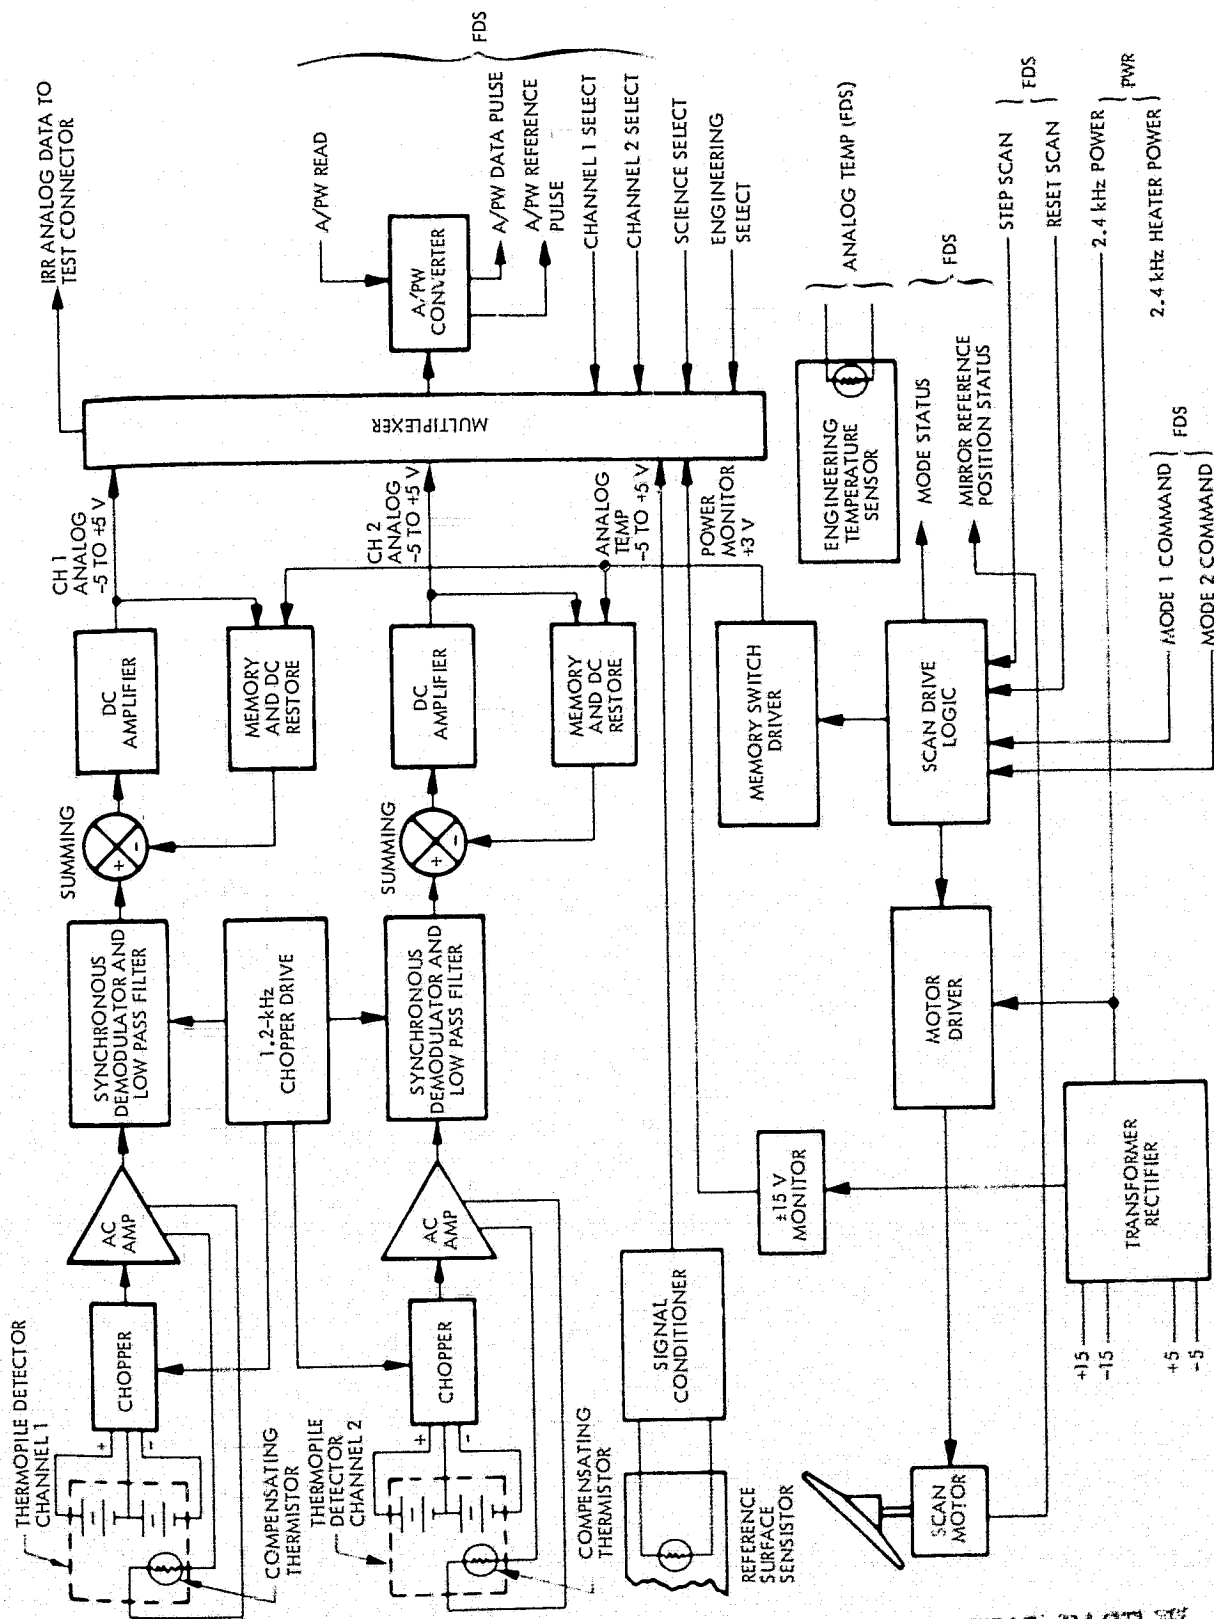 IRR ANALOG DATA TO
TEST CONNECTOR
FDS
A/PW READ
A/PW DATA PULSE
A/PW REFERENCE
PULSE
CHANNEL 1 SELECT
CHANNEL 2 SELECT
SCIENCE SELECT
ENGINEERING
SELECT
A/PW
CONVERTER
MULTIPLEXER
CH 1
ANALOG
-5 TO +5 V
CH 2
ANALOG
-5 TO +5 V
ANALOG
TEMP
-5 TO +5 V
POWER
MONITOR
+3 V
DC
AMPLIFIER
MEMORY
AND DC
RESTORE
DC
AMPLIFIER
MEMORY
AND DC
RESTORE
SUMMING
+
-
SUMMING
+
-
SYNCHRONOUS
DEMODULATOR AND
LOW PASS FILTER
1.2-kHz
CHOPPER DRIVE
SYNCHRONOUS
DEMODULATOR AND
LOW PASS FILTER
AC
AMP
AC
AMP
CHOPPER
CHOPPER
+
-
+
-
THERMOPILE DETECTOR
CHANNEL 1
COMPENSATING
THERMISTOR
THERMOPILE
DETECTOR
CHANNEL 2
COMPENSATING
THERMISTOR
ANALOG TEMP (FDS)
ENGINEERING
TEMPERATURE
SENSOR
FDS
MODE STATUS
MIRROR REFERENCE
POSITION STATUS
STEP SCAN
RESET SCAN
FDS
2.4 kHz POWER
2.4 kHz HEATER POWER
PWR
MODE 1 COMMAND
MODE 2 COMMAND
FDS
MEMORY SWITCH
DRIVER
SCAN DRIVE
LOGIC
MOTOR
DRIVER
±15 V
MONITOR
TRANSFORMER
RECTIFIER
+15
-15
+5
-5
SIGNAL
CONDITIONER
REFERENCE
SURFACE
SENSISTOR
SCAN
MOTOR